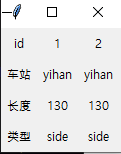 id 1 2
车站 yihan yihan
长度 130 130
类型 side side